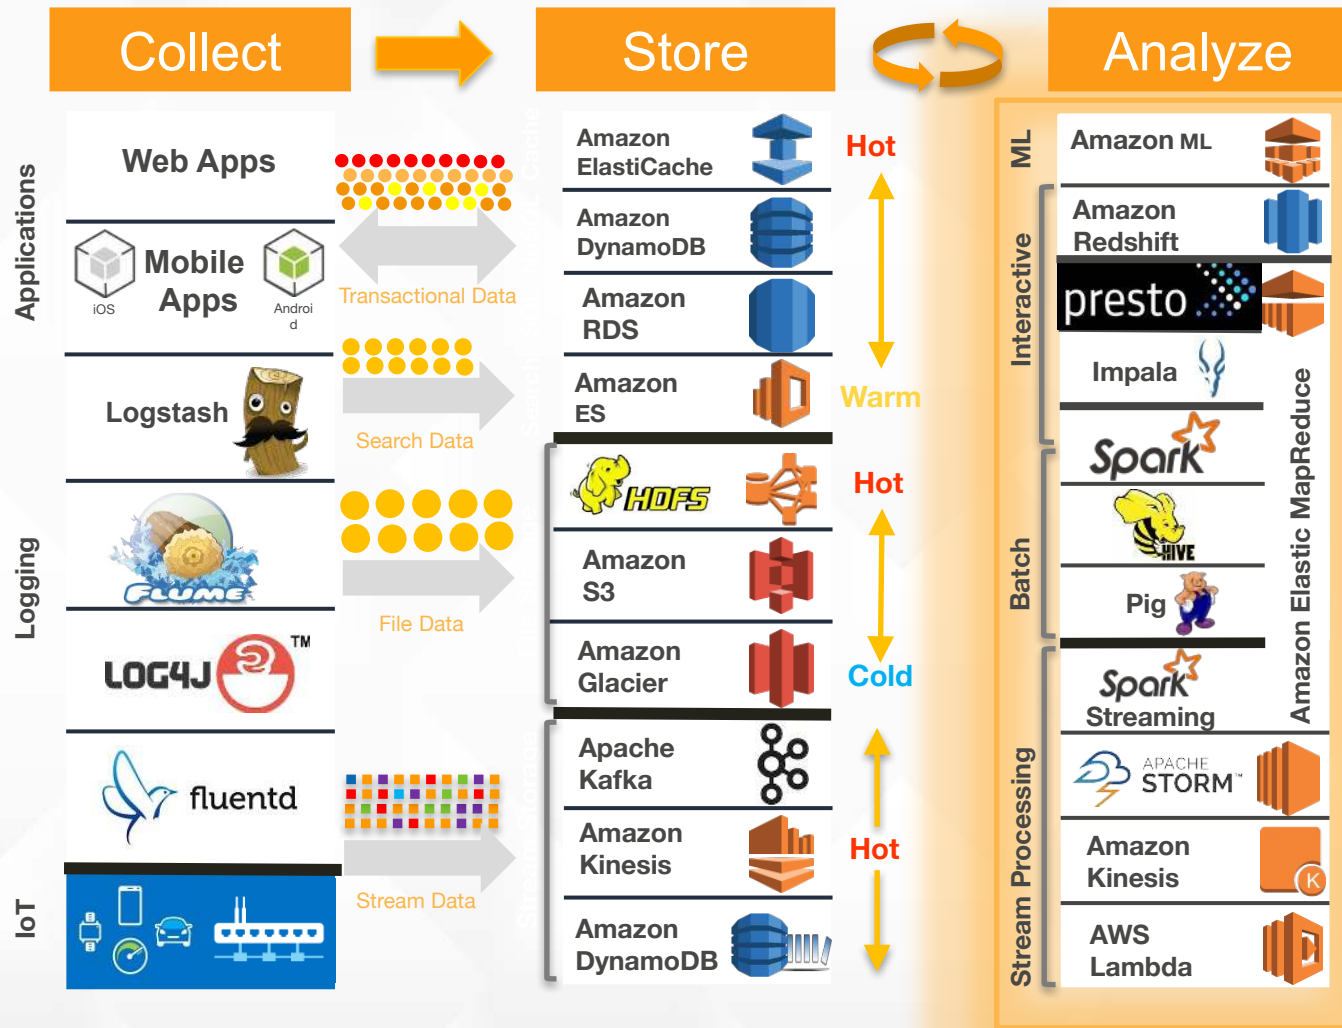 Collect
Store
Analyze
Applications
Web Apps
iOS
Mobile
Apps
Androi
d
Transactional Data
Logging
Logstash
Search Data
FLUME
File Data
LOG4J
TM
fluentd
Stream Data
IoT
Cache
Amazon
ElastiCache
Amazon
DynamoDB
Amazon
RDS
Amazon
ES
HDFS
Amazon
S3
Amazon
Glacier
Apache
Kafka
Amazon
Kinesis
Amazon
DynamoDB
Hot
Warm
Hot
Cold
Hot
ML
Amazon ML
Interactive
Amazon
Redshift
presto
Impala
Spark
Batch
HIVE
Pig
Amazon Elastic MapReduce
Stream Processing
Spark
Streaming
APACHE
STORM™
Amazon
Kinesis
K
AWS
Lambda